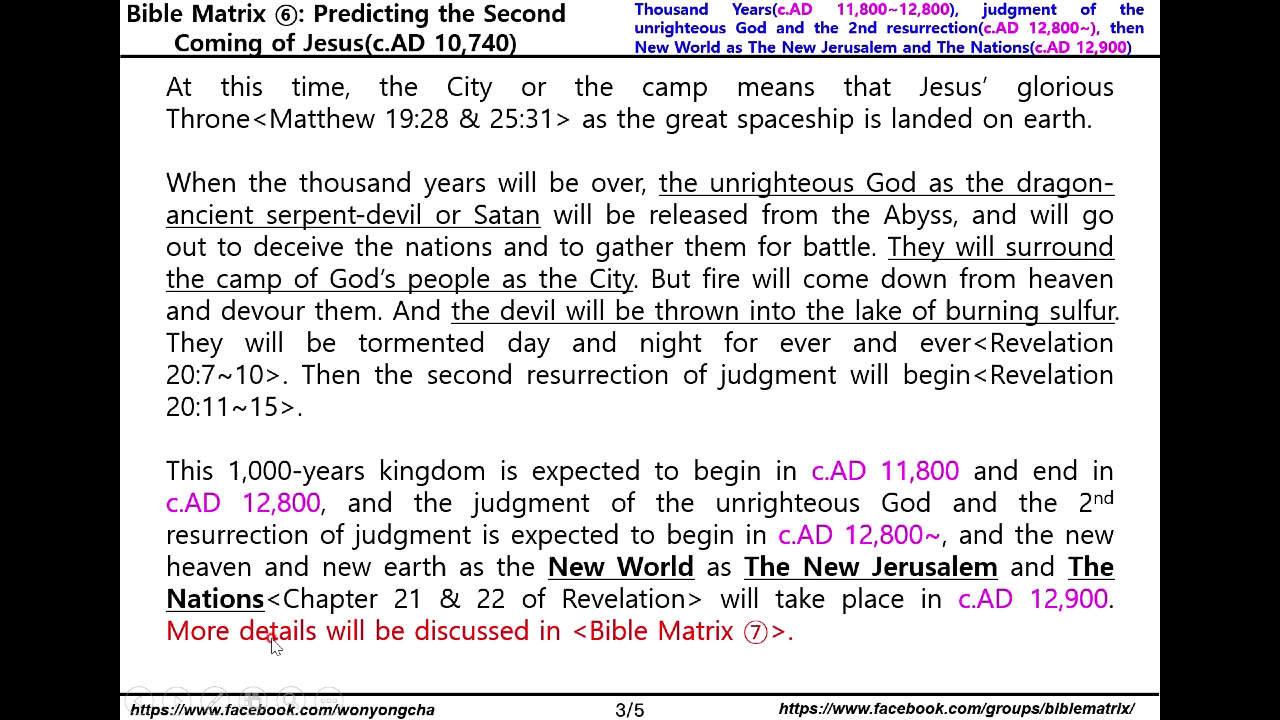 Bible Matrix ⑥: Predicting the Second
Coming of Jesus(c.AD 10,740)
Thousand Years(c.AD 11,800~12,800), judgment of the
unrighteous God and the 2nd resurrection(c.AD 12,800~), then
New World as The New Jerusalem and The Nations(c.AD 12,900)
At this time, the City or the camp means that Jesus’ glorious
Throne<Matthew 19:28 & 25:31> as the great spaceship is landed on earth.
When the thousand years will be over, the unrighteous God as the dragon-
ancient serpent-devil or Satan will be released from the Abyss, and will go
out to deceive the nations and to gather them for battle. They will surround
the camp of God’s people as the City. But fire will come down from heaven
and devour them. And the devil will be thrown into the lake of burning sulfur.
They will be tormented day and night for ever and ever<Revelation
20:7~10>. Then the second resurrection of judgment will begin<Revelation
20:11~15>.
This 1,000-years kingdom is expected to begin in c.AD 11,800 and end in
c.AD 12,800, and the judgment of the unrighteous God and the 2nd
resurrection of judgment is expected to begin in c.AD 12,800~, and the new
heaven and new earth as the New World as The New Jerusalem and The
Nations<Chapter 21 & 22 of Revelation> will take place in c.AD 12,900.
More details will be discussed in <Bible Matrix ⑦>.
https://www.facebook.com/wonyongcha
3/5
https://www.facebook.com/groups/biblematrix/